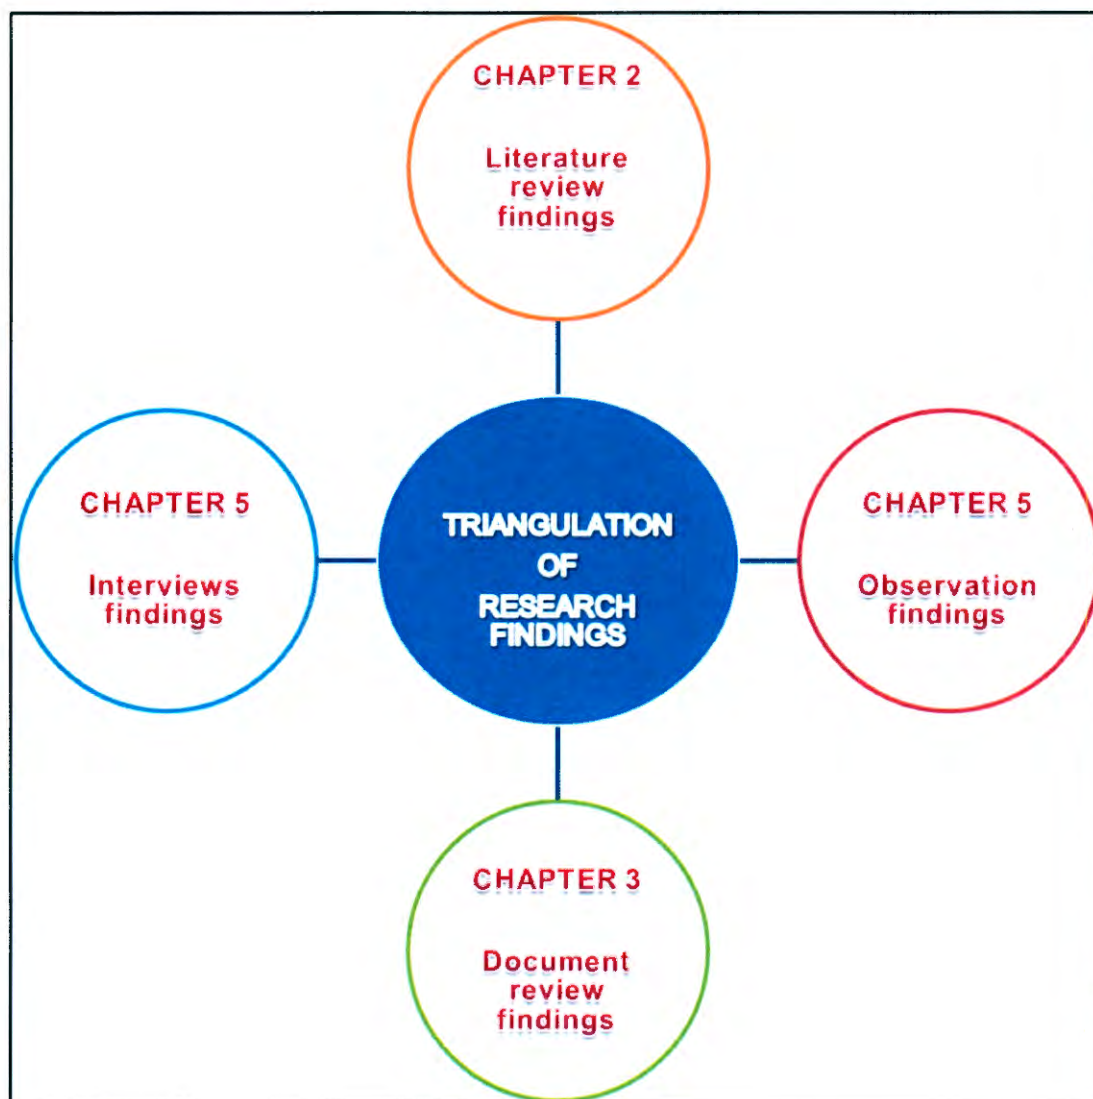 CHAPTER 2
Literature
review
findings
CHAPTER 5
Interviews
findings
TRIANGULATION
OF
RESEARCH
FINDINGS
CHAPTER 5
Observation
findings
CHAPTER 3
Document
review
findings